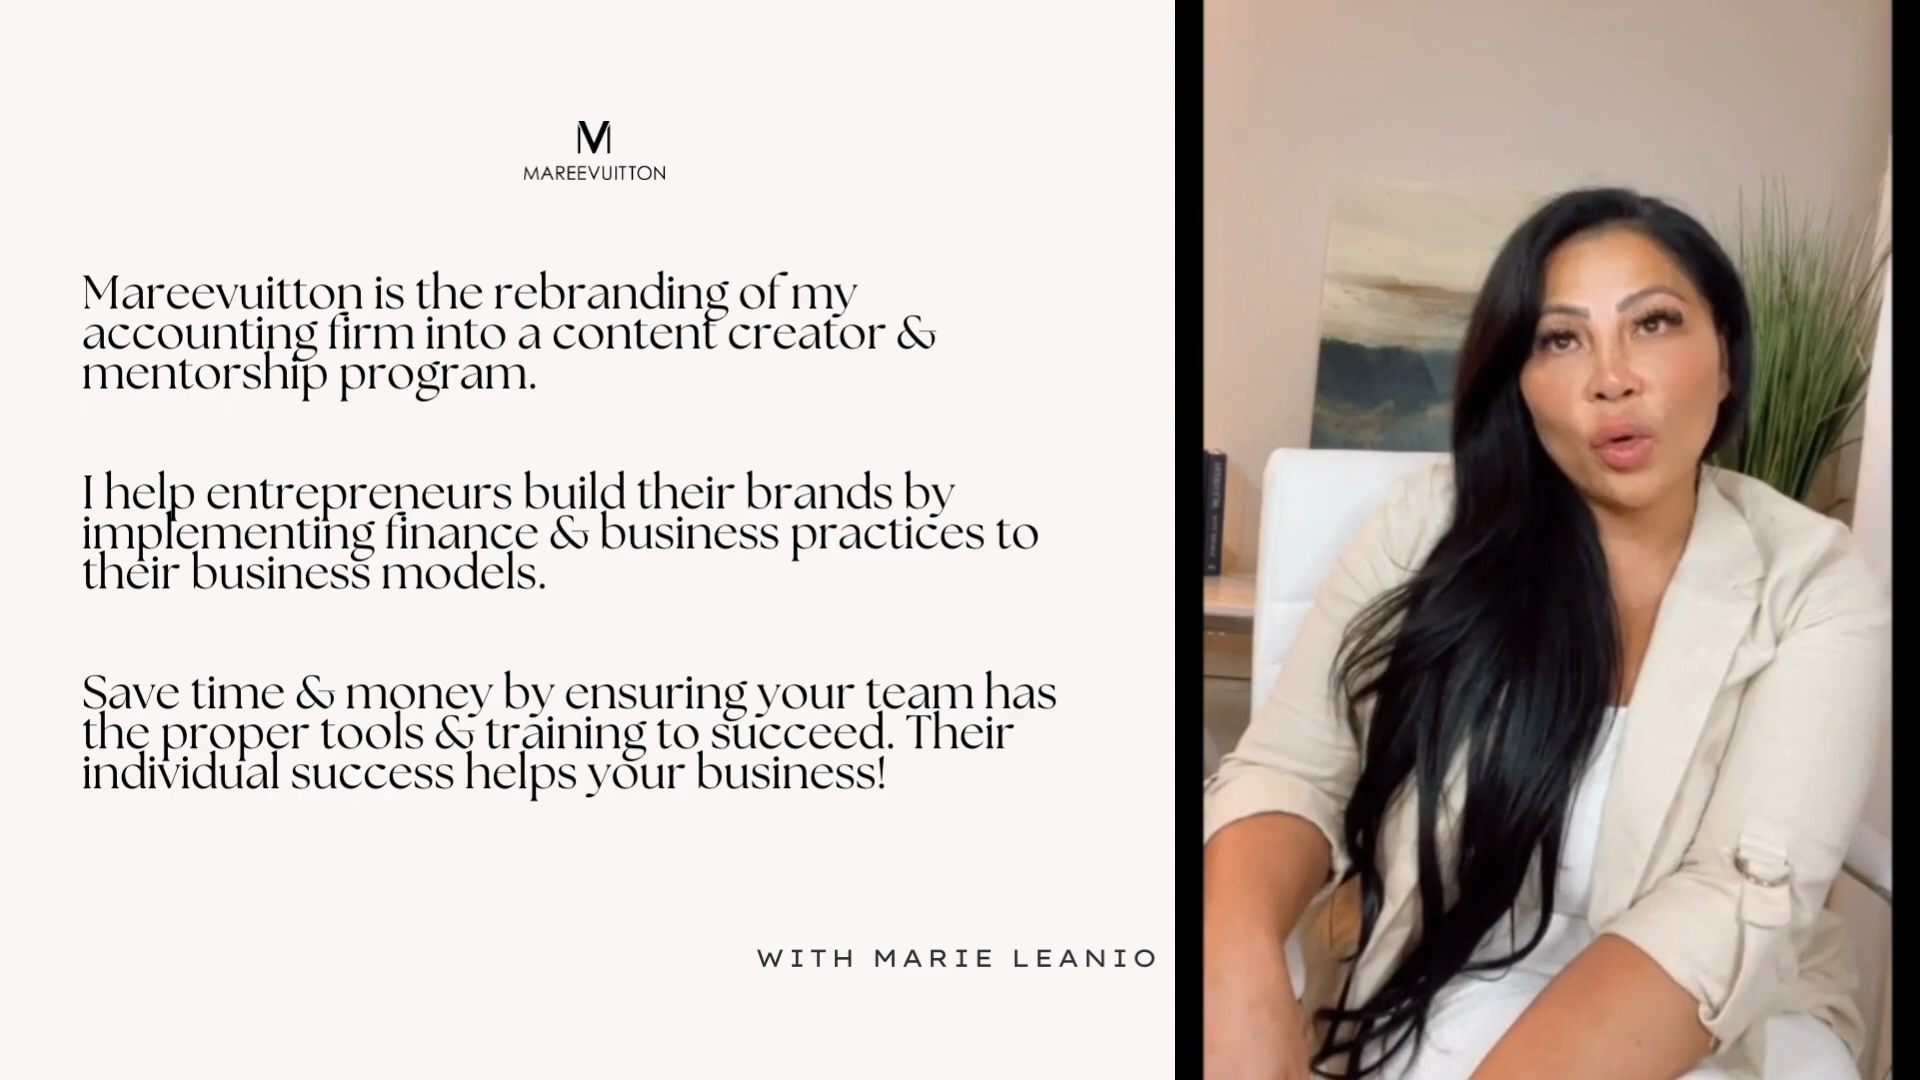 M
MAREEVUITTON
Mareevuitton is the rebranding of my
accounting firm into a content creator &
mentorship program.
I help entrepreneurs build their brands by
implementing finance & business practices to
their business models.
Save time & money by ensuring your team has
the proper tools & training to succeed. Their
individual success helps your business!
WITH MARIE LEANIO